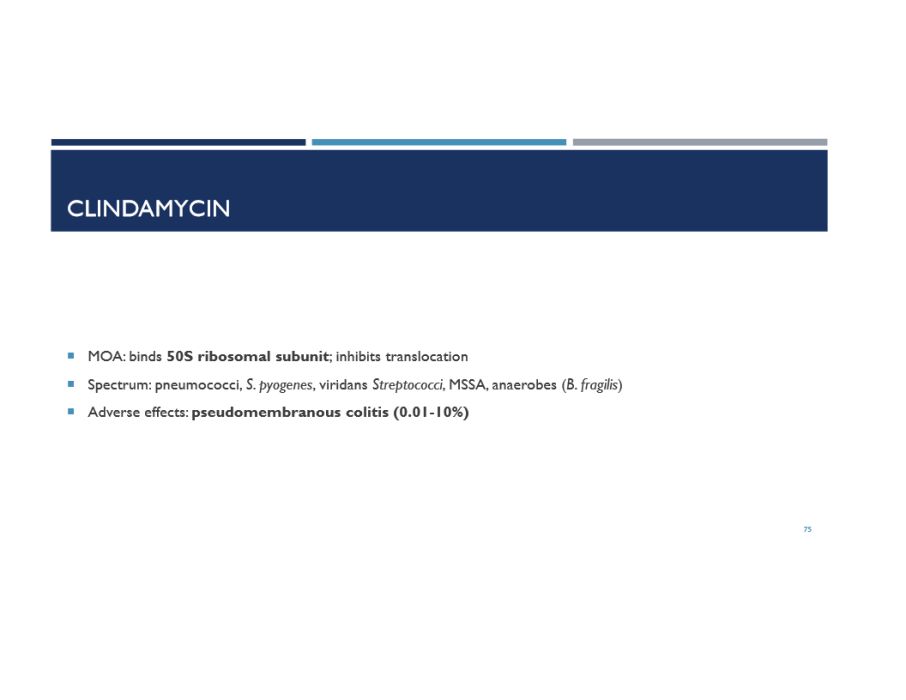 CLINDAMYCIN
MOA: binds 50S ribosomal subunit; inhibits translocation
Spectrum: pneumococci, S. pyogenes, viridans Streptococci, MSSA, anaerobes (B. fragilis)
Adverse effects: pseudomembranous colitis (0.01-10%)
75